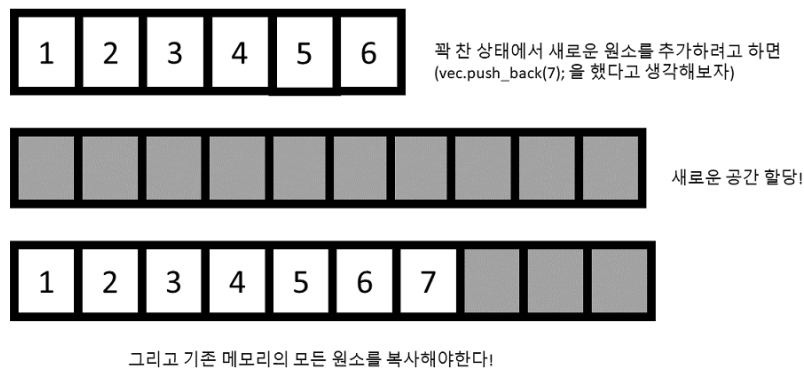 1 2 3 4 5 6
꽉 찬 상태에서 새로운 원소를 추가하려고 하면
(vec.push_back(7); 을 했다고 생각해보자)
새로운 공간 할당!
1 2 3 4 5 6 7
그리고 기존 메모리의 모든 원소를 복사해야한다!